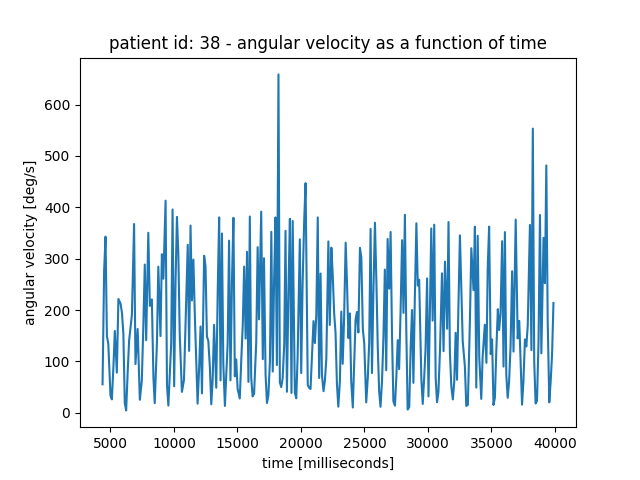 patient id: 38 - angular velocity as a function of time
angular velocity [deg/s]
600
500
400
300
200
100
0
5000 10000 15000 20000 25000 30000 35000 40000
time [milliseconds]